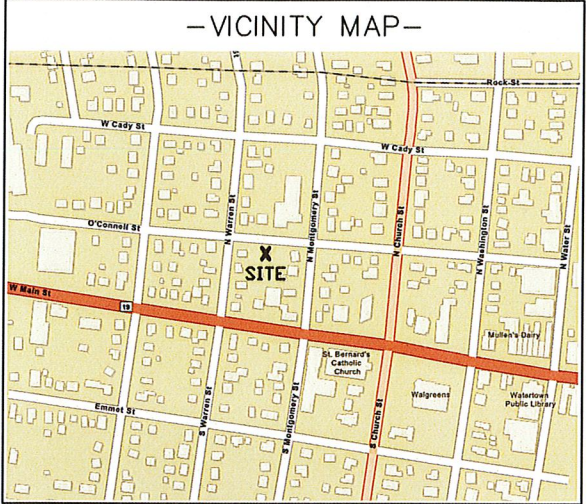 -VICINITY MAP-
Rock St
W Cady St
W Cady St
N Warren St
N Montgomery St
N Church St
N Washington St
N Water St
O'Connell St
X
SITE
W Main St
19
Mullen's Dairy
St. Bernard's
Catholic
Church
Walgreens
Watertown
Public Library
Emmet St
S Warren St
S Montgomery St
S Church St